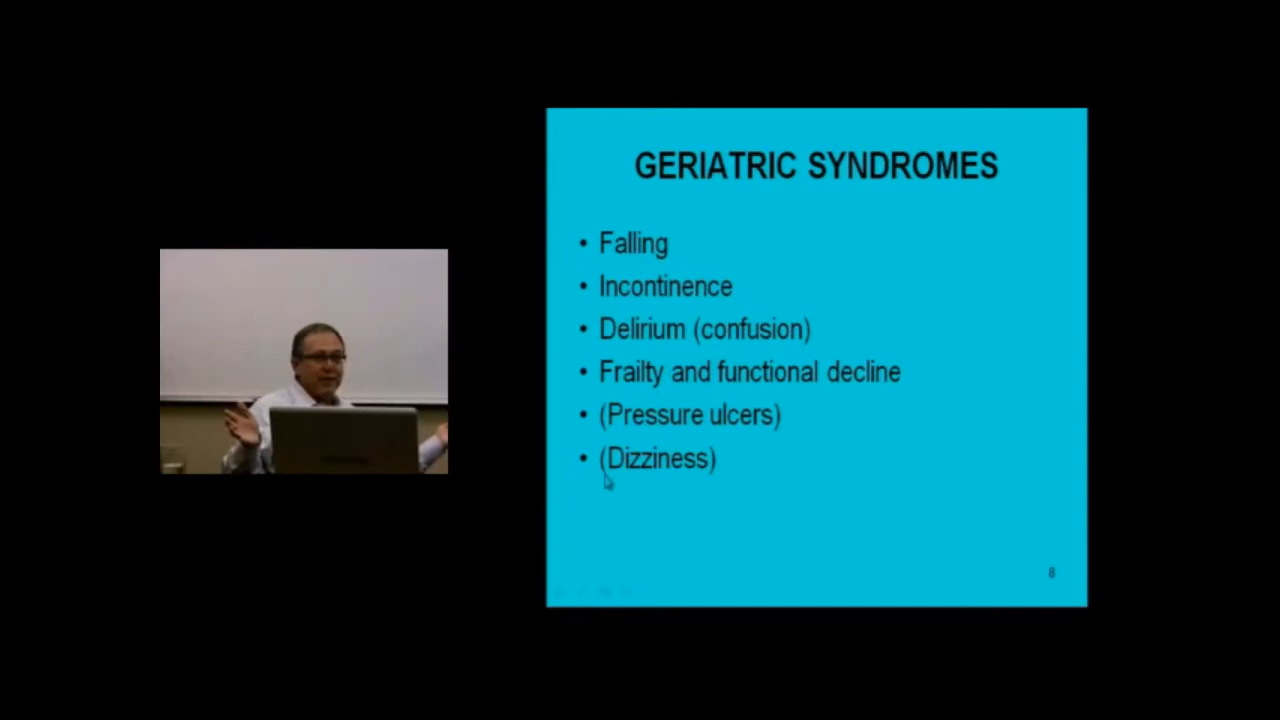 GERIATRIC SYNDROMES
• Falling
• Incontinence
• Delirium (confusion)
• Frailty and functional decline
• (Pressure ulcers)
• (Dizziness)
8